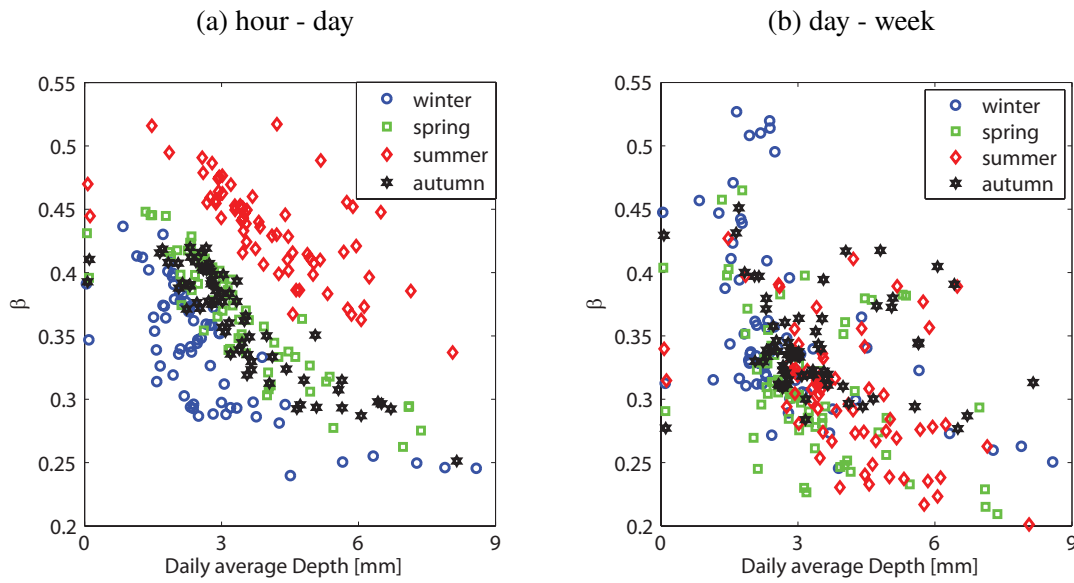 (a) hour - day
0.55
0.5
0.45
0.4
0.35
0.3
0.25
0.2
β
0
3
6
9
Daily average Depth [mm]
winter
spring
summer
autumn
(b) day - week
0.55
0.5
0.45
0.4
0.35
0.3
0.25
0.2
β
0
3
6
9
Daily average Depth [mm]
winter
spring
summer
autumn